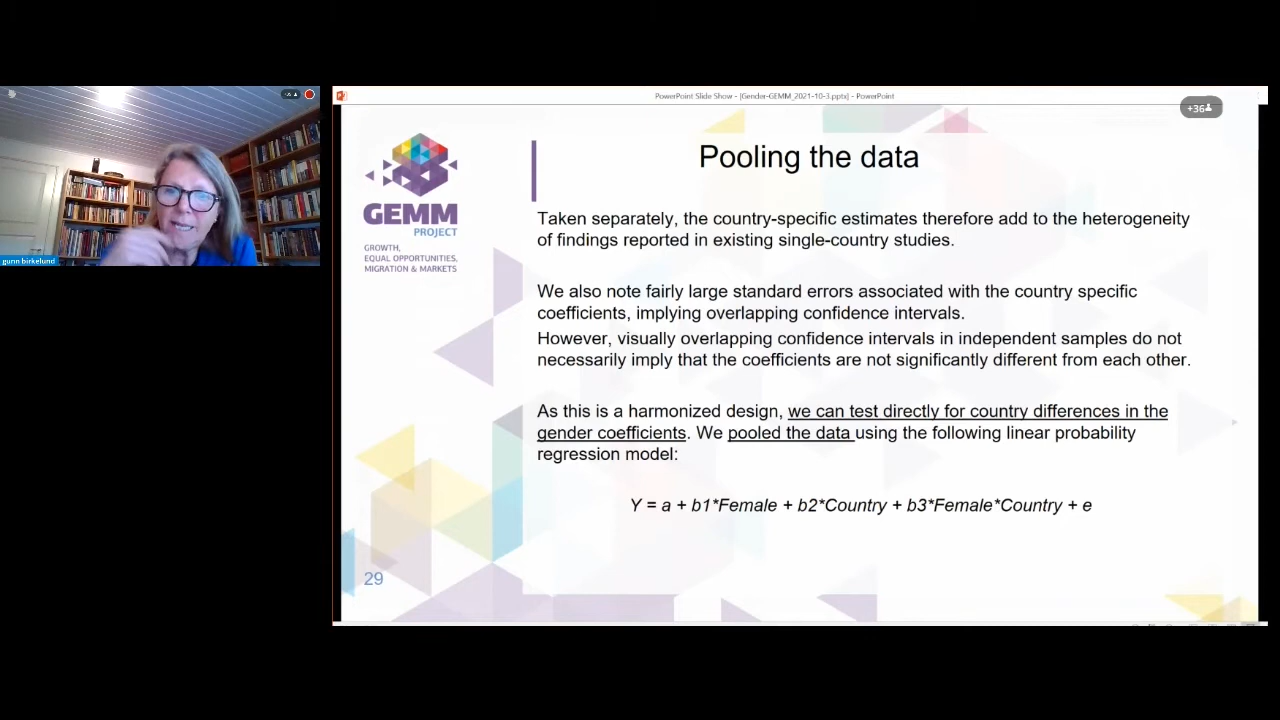 PowerPoint Slide Show - [Gender-GEMM_2021-10-3.pptx] - PowerPoint
+36
gunn birkelund
GEMM
PROJECT
GROWTH,
EQUAL OPPORTUNITIES,
MIGRATION & MARKETS
Pooling the data
Taken separately, the country-specific estimates therefore add to the heterogeneity
of findings reported in existing single-country studies.
We also note fairly large standard errors associated with the country specific
coefficients, implying overlapping confidence intervals.
However, visually overlapping confidence intervals in independent samples do not
necessarily imply that the coefficients are not significantly different from each other.
As this is a harmonized design, we can test directly for country differences in the
gender coefficients. We pooled the data using the following linear probability
regression model:
Y = a + b1*Female + b2*Country + b3*Female*Country + e
29